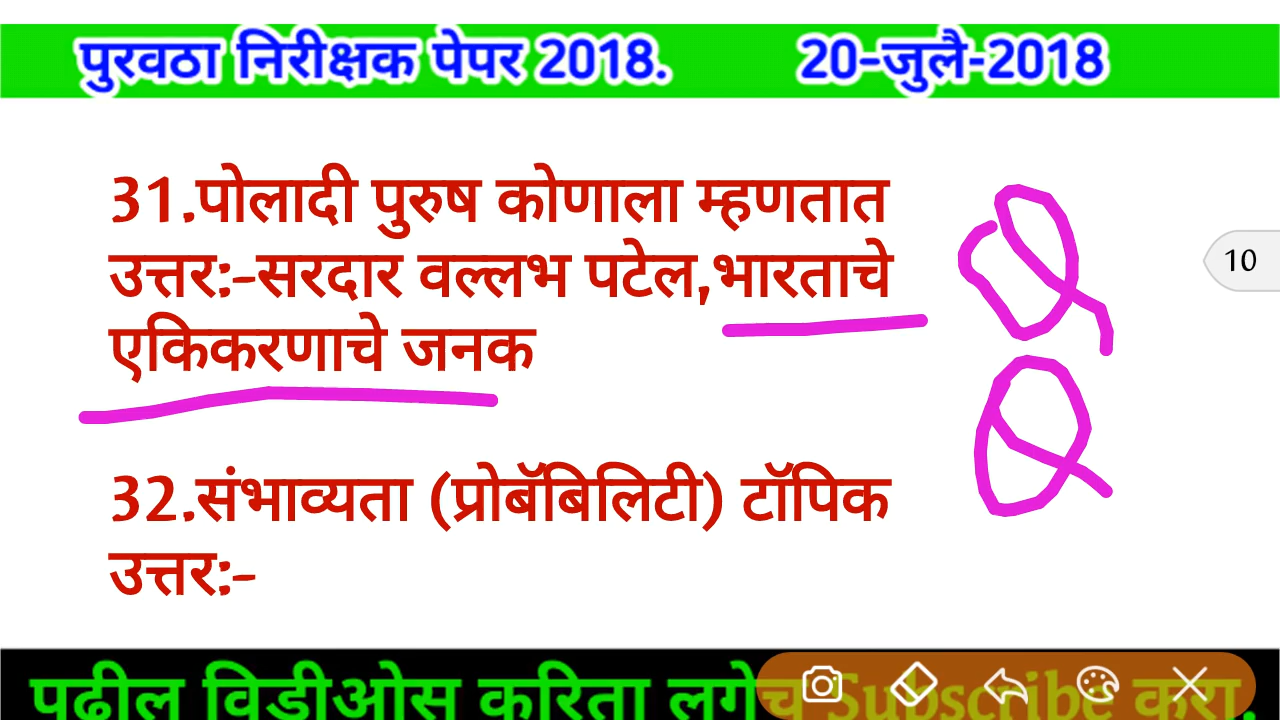 पुरवठा निरीक्षक पेपर 2018. 20-जुलै-2018
31.पोलादी पुरुष कोणाला म्हणतात
उत्तर:-सरदार वल्लभ पटेल,भारताचे
एकिकरणाचे जनक
10
32.संभाव्यता (प्रोबॅबिलिटी) टॉपिक
उत्तर:-
पुढील विडीओस करिता लगेच Subscribe करा.